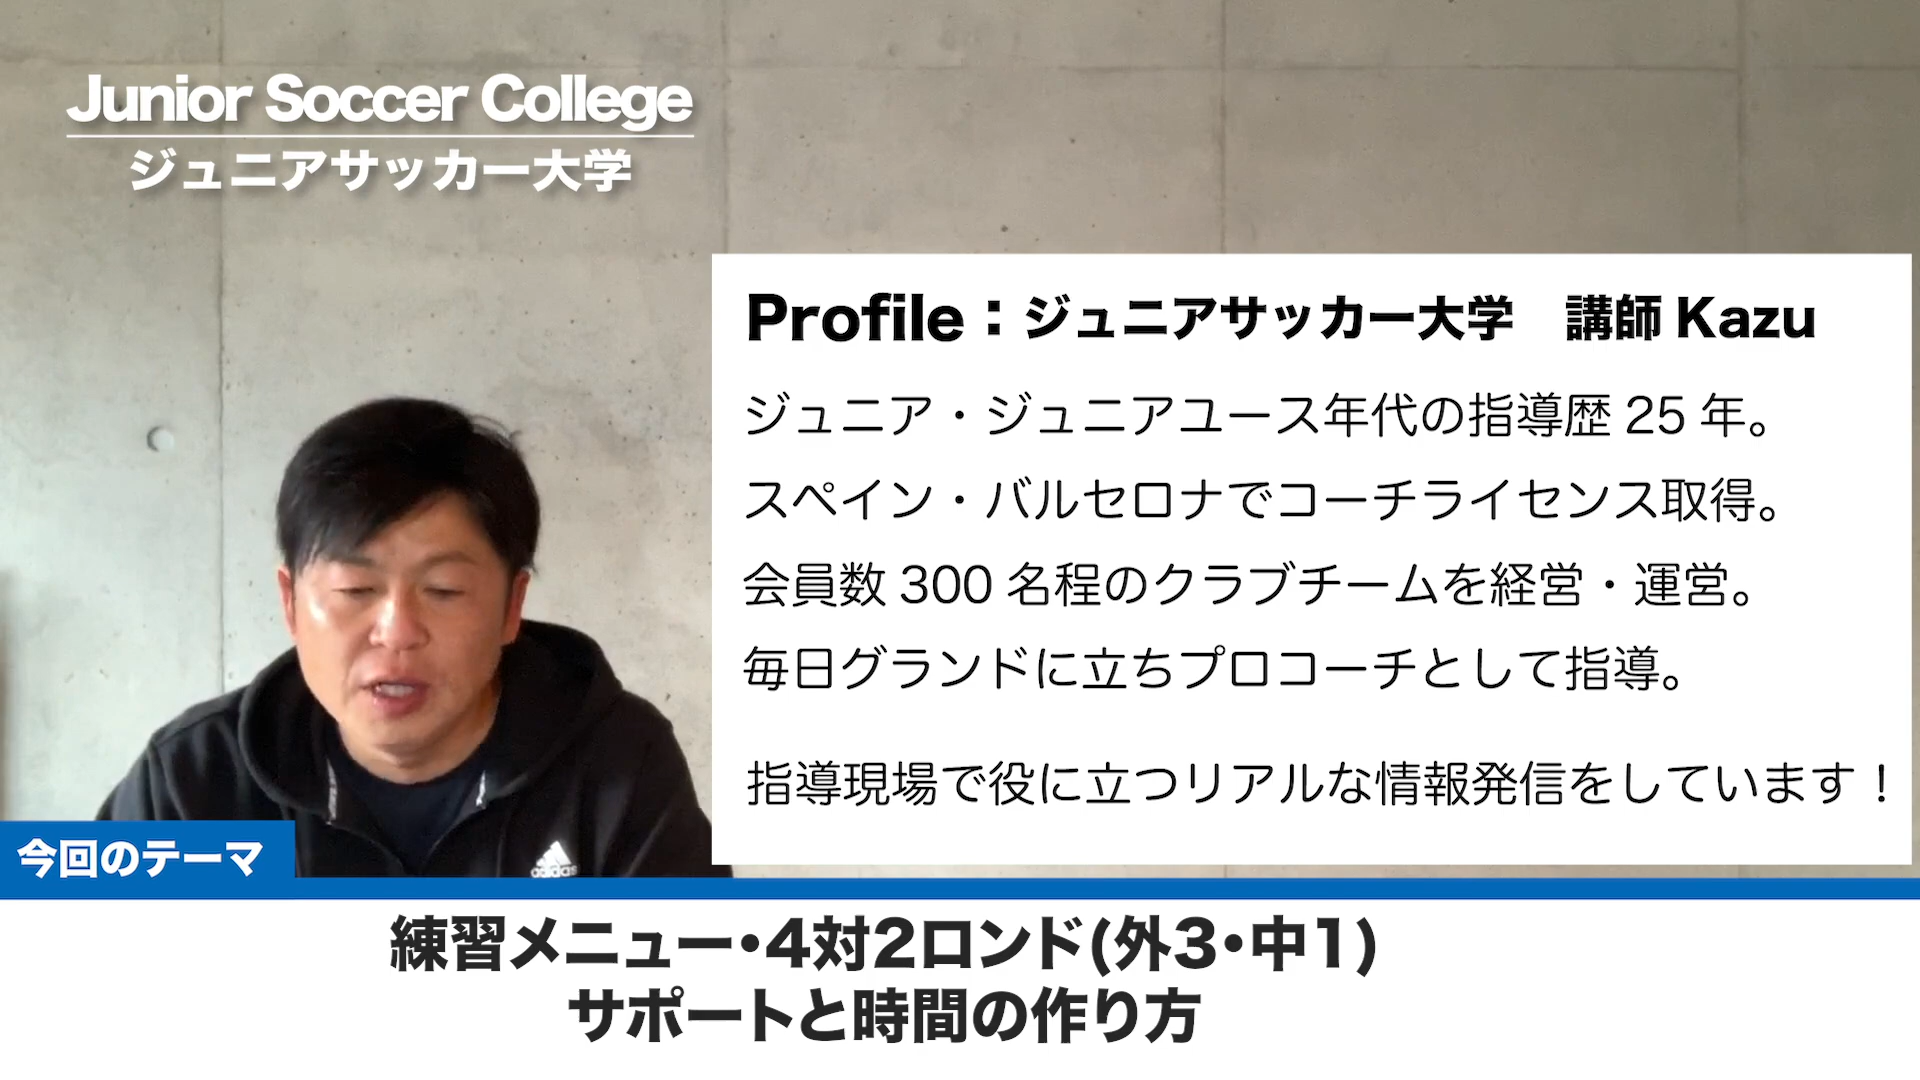 Junior Soccer College
ジュニアサッカー大学
Profile：ジュニアサッカー大学　講師 Kazu
ジュニア・ジュニアユース年代の指導歴 25 年。
スペイン・バルセロナでコーチライセンス取得。
会員数 300 名程のクラブチームを経営・運営。
毎日グランドに立ちプロコーチとして指導。
指導現場で役に立つリアルな情報発信をしています！
adidas
今回のテーマ
練習メニュー・4対2ロンド(外3・中1)
サポートと時間の作り方